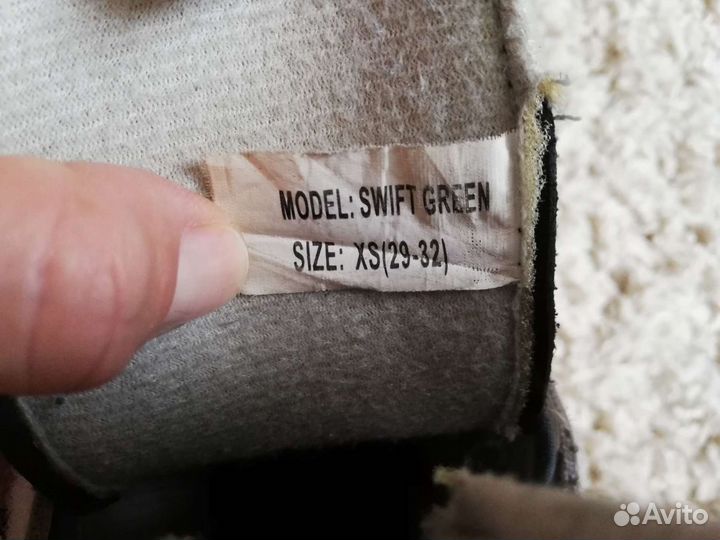 MODEL: SWIFT GREEN
SIZE: XS(29-32)
Avito